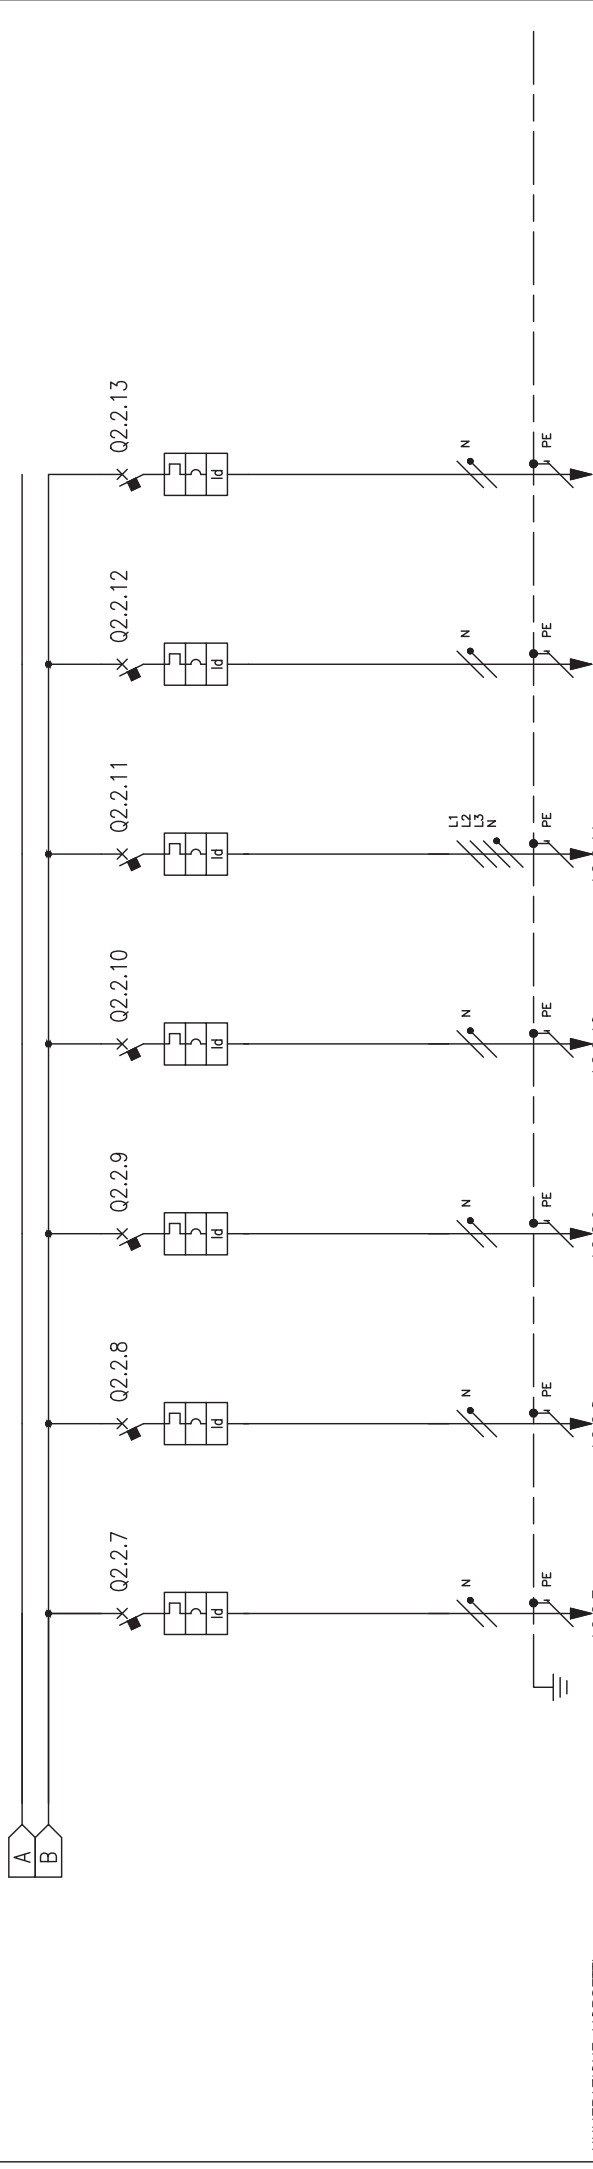 A
B
Q2.2.7
Id
N
PE
Q2.2.8
Id
N
PE
Q2.2.9
Id
N
PE
Q2.2.10
Id
N
PE
Q2.2.11
Id
L1
L2
L3
N
PE
Q2.2.12
Id
N
PE
Q2.2.13
Id
N
PE